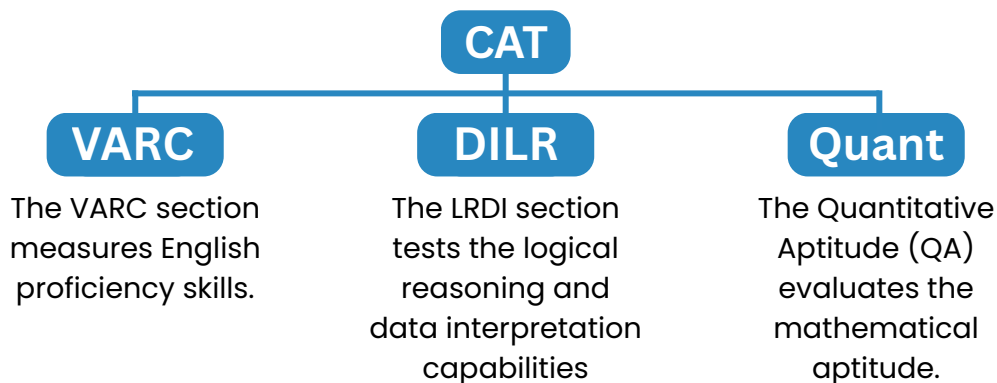 CAT
VARC
The VARC section
measures English
proficiency skills.
DILR
The LRDI section
tests the logical
reasoning and
data interpretation
capabilities
Quant
The Quantitative
Aptitude (QA)
evaluates the
mathematical
aptitude.